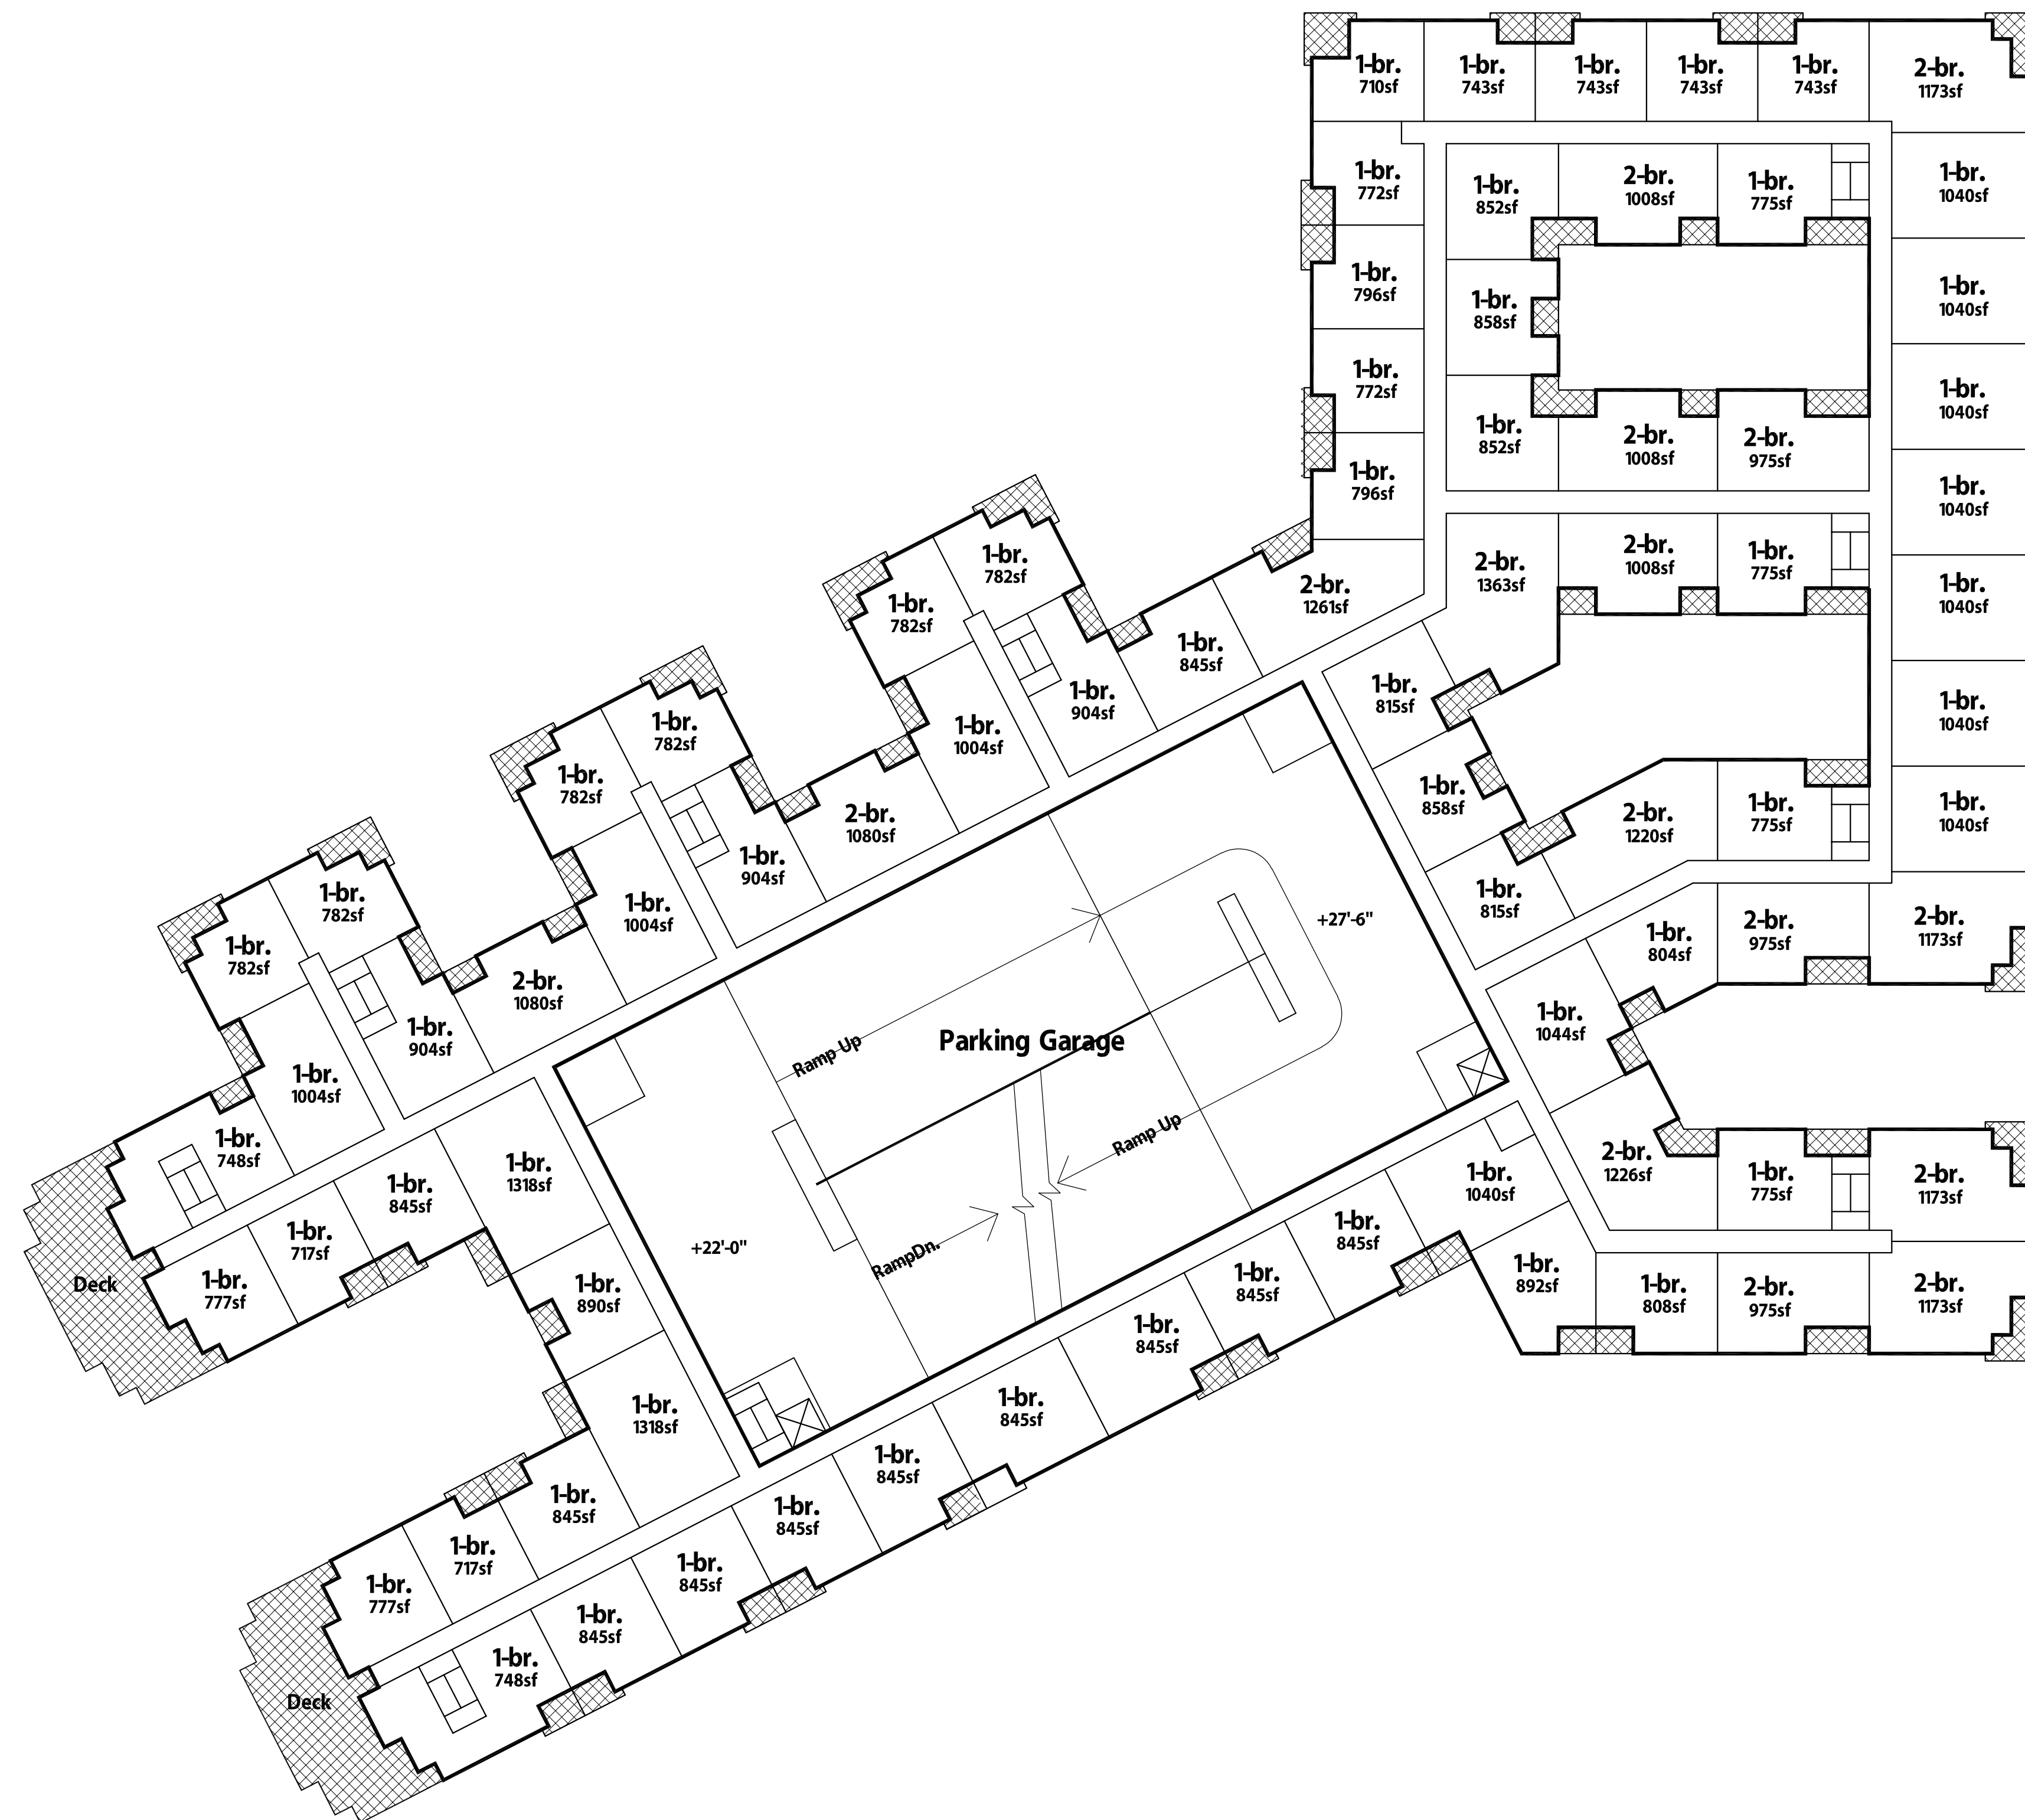 1-br.
710sf
1-br.
743sf
1-br.
743sf
1-br.
743sf
1-br.
743sf
2-br.
1173sf
1-br.
772sf
1-br.
852sf
2-br.
1008sf
1-br.
775sf
1-br.
1040sf
1-br.
796sf
1-br.
858sf
1-br.
1040sf
1-br.
772sf
1-br.
852sf
2-br.
1008sf
2-br.
975sf
1-br.
1040sf
1-br.
796sf
1-br.
1040sf
1-br.
782sf
1-br.
782sf
2-br.
1261sf
2-br.
1363sf
2-br.
1008sf
1-br.
775sf
1-br.
1040sf
1-br.
845sf
1-br.
904sf
1-br.
1004sf
1-br.
815sf
1-br.
1040sf
1-br.
782sf
1-br.
782sf
2-br.
1080sf
1-br.
858sf
2-br.
1220sf
1-br.
775sf
1-br.
1040sf
1-br.
904sf
1-br.
1004sf
1-br.
815sf
+27'-6"
1-br.
804sf
2-br.
975sf
2-br.
1173sf
1-br.
782sf
1-br.
782sf
2-br.
1080sf
1-br.
904sf
1-br.
1004sf
Ramp Up
Parking Garage
1-br.
1044sf
Ramp Up
1-br.
748sf
1-br.
845sf
1-br.
1318sf
1-br.
1040sf
2-br.
1226sf
1-br.
775sf
2-br.
1173sf
1-br.
717sf
1-br.
777sf
Deck
1-br.
890sf
+22'-0"
RampDn.
1-br.
845sf
1-br.
845sf
1-br.
845sf
1-br.
892sf
1-br.
808sf
2-br.
975sf
2-br.
1173sf
1-br.
1318sf
1-br.
845sf
1-br.
845sf
1-br.
845sf
1-br.
845sf
1-br.
717sf
1-br.
777sf
1-br.
845sf
1-br.
845sf
1-br.
748sf
Deck